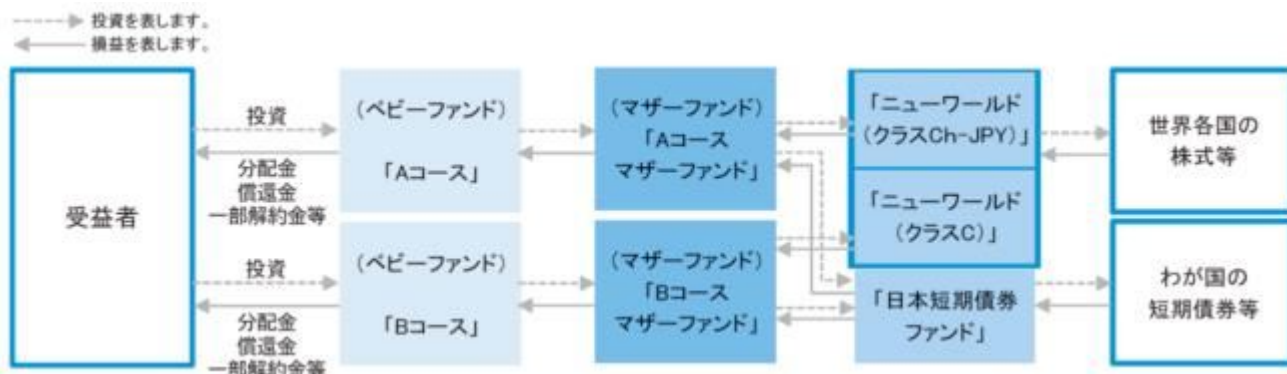 投資を表します。
損益を表します。
受益者
投資
分配金
償還金
一部解約金等
投資
分配金
償還金
一部解約金等
(ベビーファンド)
「Aコース」
(ベビーファンド)
「Bコース」
(マザーファンド)
「Aコース
マザーファンド」
(マザーファンド)
「Bコース
マザーファンド」
「ニューワールド
(クラスCh-JPY)」
「ニューワールド
(クラスC)」
「日本短期債券
ファンド」
世界各国の
株式等
わが国の
短期債券等